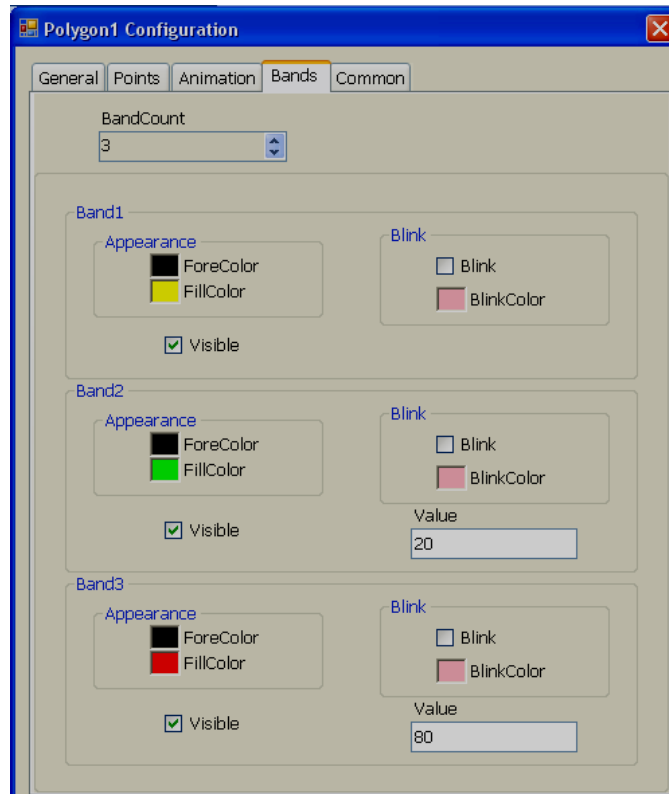 Polygon1 Configuration
General Points Animation Bands Common
BandCount
3
Band1
Appearance
ForeColor
FillColor
Visible
Blink
Blink
BlinkColor
Band2
Appearance
ForeColor
FillColor
Visible
Blink
Blink
BlinkColor
Value
20
Band3
Appearance
ForeColor
FillColor
Visible
Blink
Blink
BlinkColor
Value
80